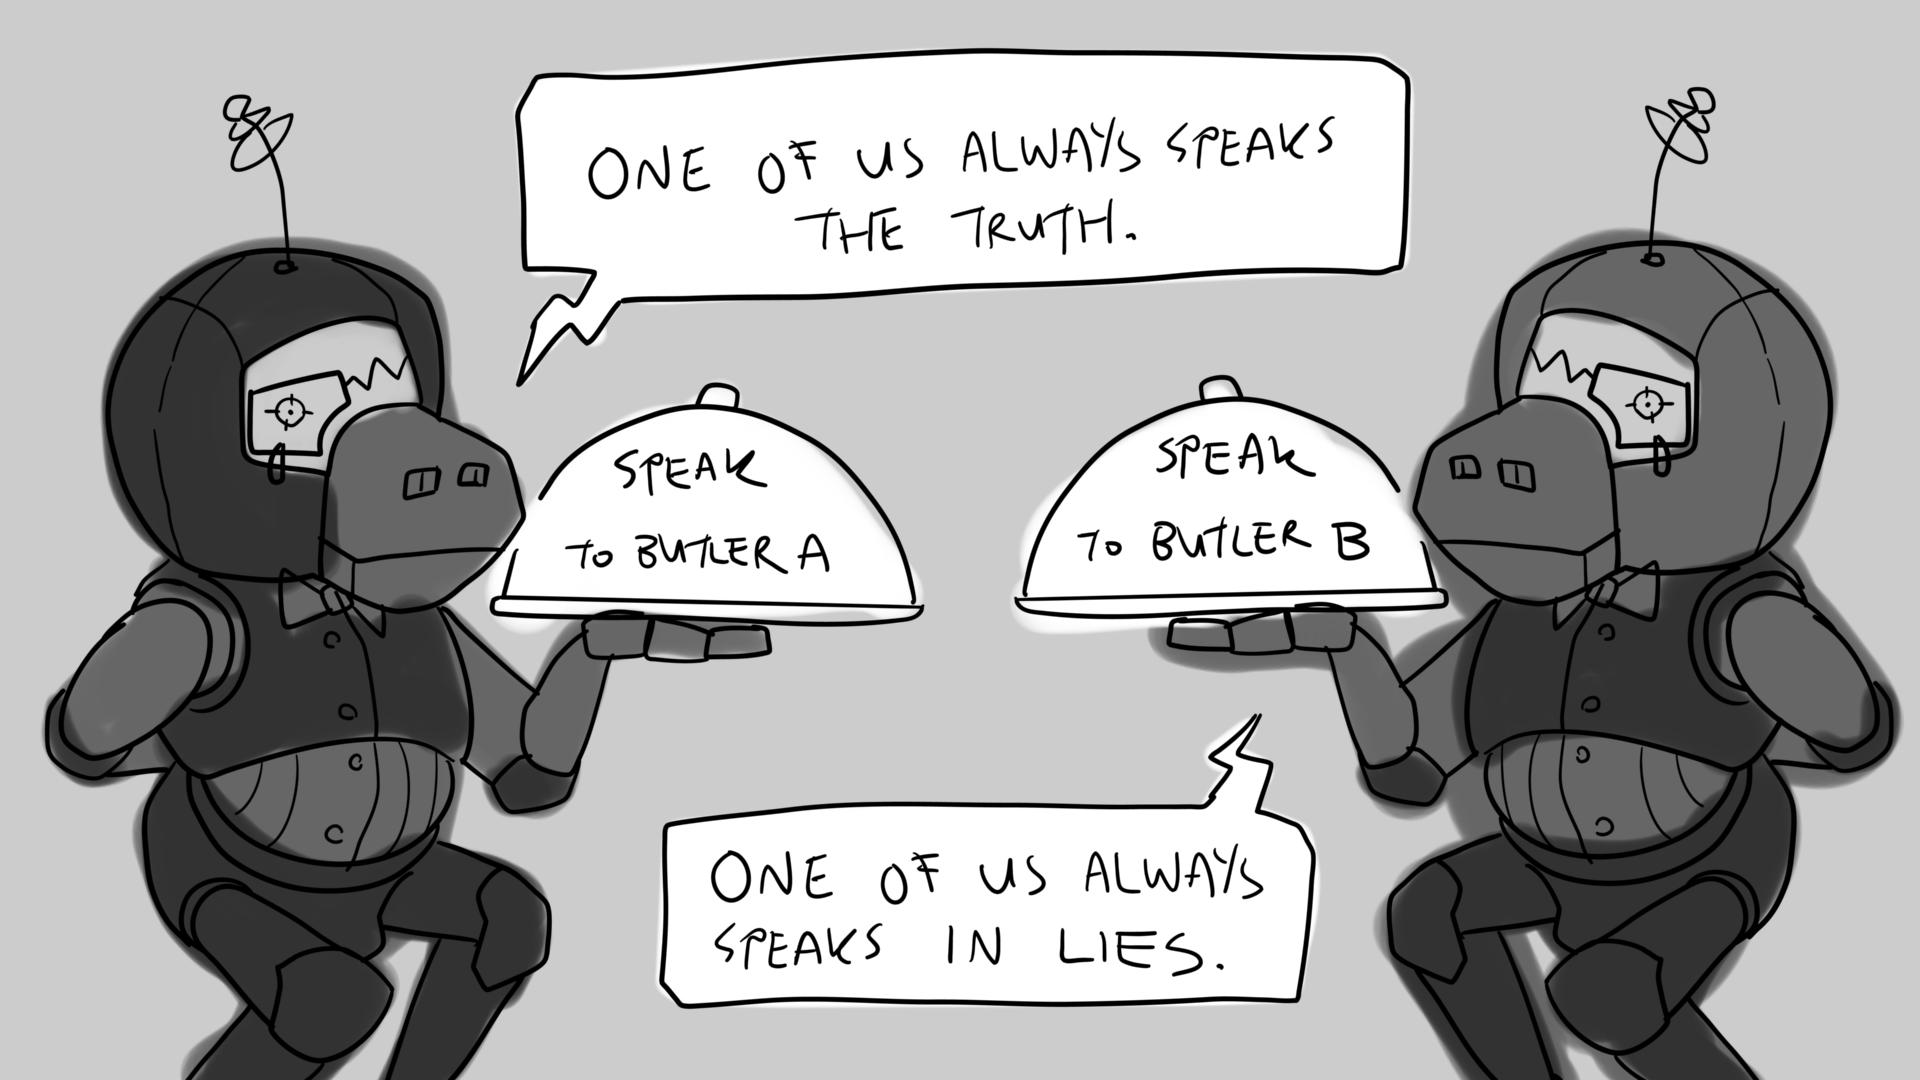 ONE OF US ALWAYS SPEAKS
THE TRUTH.
SPEAK
TO BUTLER A
SPEAK
TO BUTLER B
ONE OF US ALWAYS
SPEAKS IN LIES.